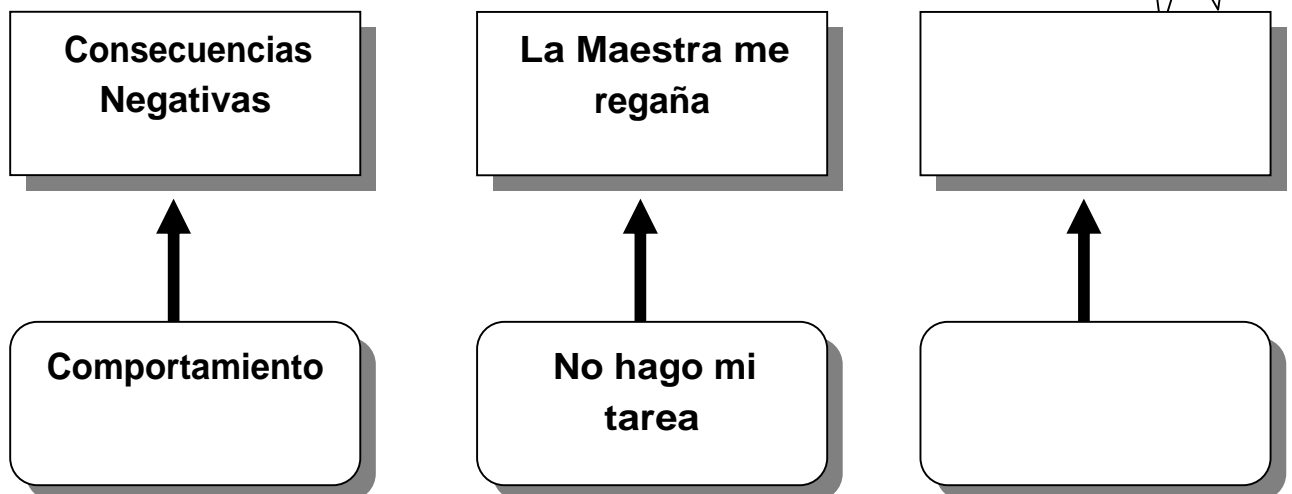 Consecuencias
Negativas
La Maestra me
regaña
Comportamiento
No hago mi
tarea